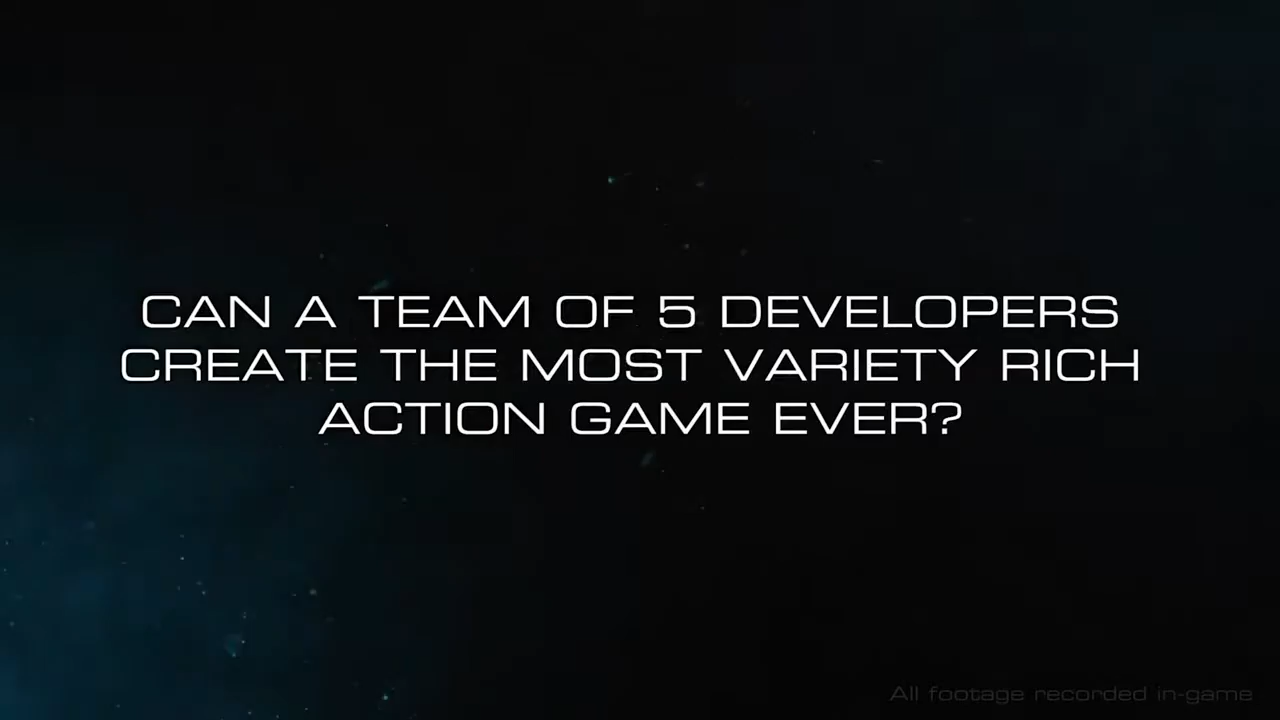 CAN A TEAM OF 5 DEVELOPERS
CREATE THE MOST VARIETY RICH
ACTION GAME EVER?
All footage recorded in-game